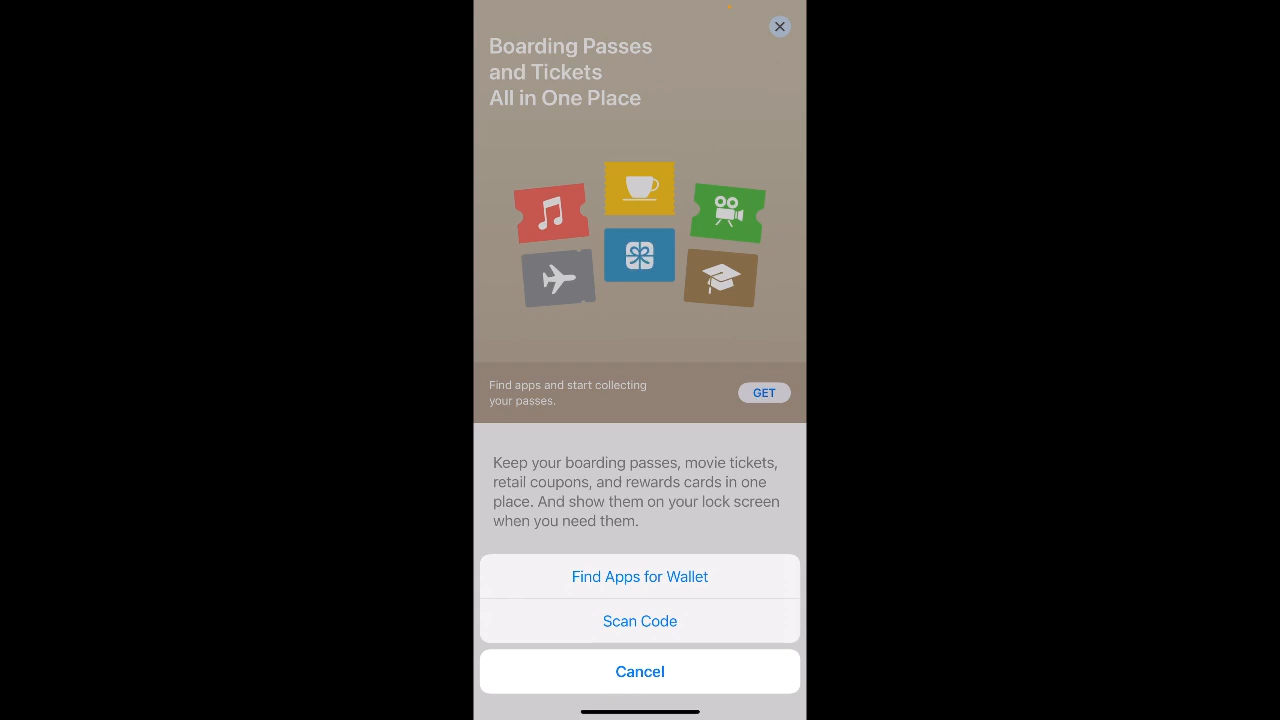 Boarding Passes
and Tickets
All in One Place
Find apps and start collecting
your passes.
GET
Keep your boarding passes, movie tickets,
retail coupons, and rewards cards in one
place. And show them on your lock screen
when you need them.
Find Apps for Wallet
Scan Code
Cancel